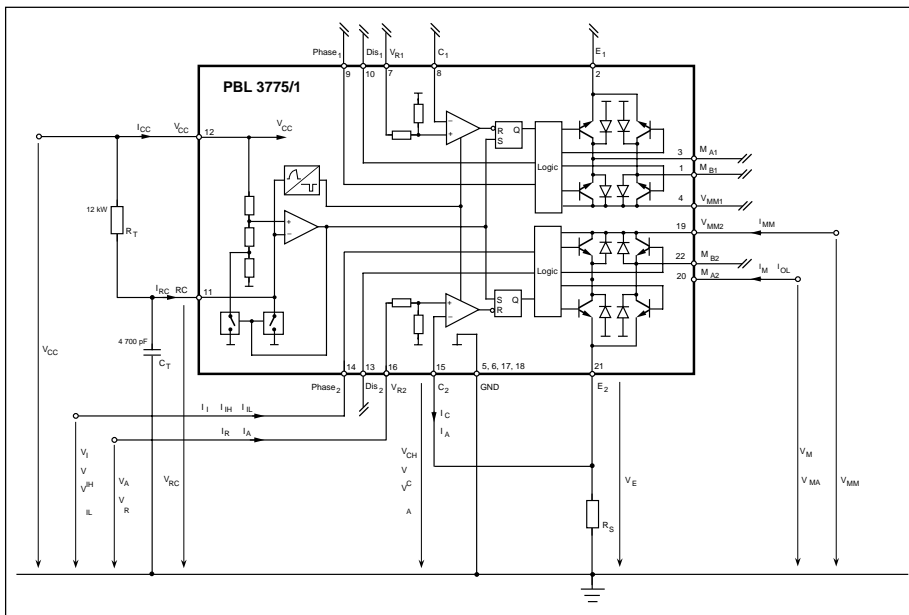 Phase1 Dis1 VR1 C1 E1
9 10 7 8 2
PBL 3775/1
ICC VCC 12 VCC
R Q
S
Logic
3 MA1
1 MB1
4 VMM1
12 kW
RT
19 VMM2 IMM
22 MB2
20 MA2 IM IOL
Logic
S Q
R
IRC RC 11
4 700 pF
CT
VCC
14 13 16 15 5, 6, 17, 18 21
Phase2 Dis2 VR2 C2 GND E2
II IIH IIL
IC
IR IA
IA
VI
V
VIH
IL
VA
V
R
VRC
VCH
V
VC
A
VE
VM
VMA
VMM
RS
+
−